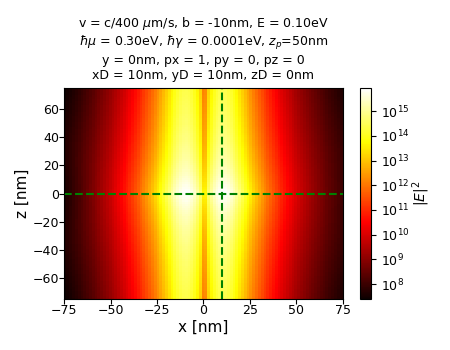 v = c/400 μm/s, b = -10nm, E = 0.10eV
ℏμ = 0.30eV, ℏγ = 0.0001eV, z_p=50nm
y = 0nm, px = 1, py = 0, pz = 0
xD = 10nm, yD = 10nm, zD = 0nm
60
40
20
0
−20
−40
−60
z [nm]
−75 −50 −25 0 25 50 75
x [nm]
10^15
10^14
10^13
10^12
10^11
10^10
10^9
10^8
|E|^2